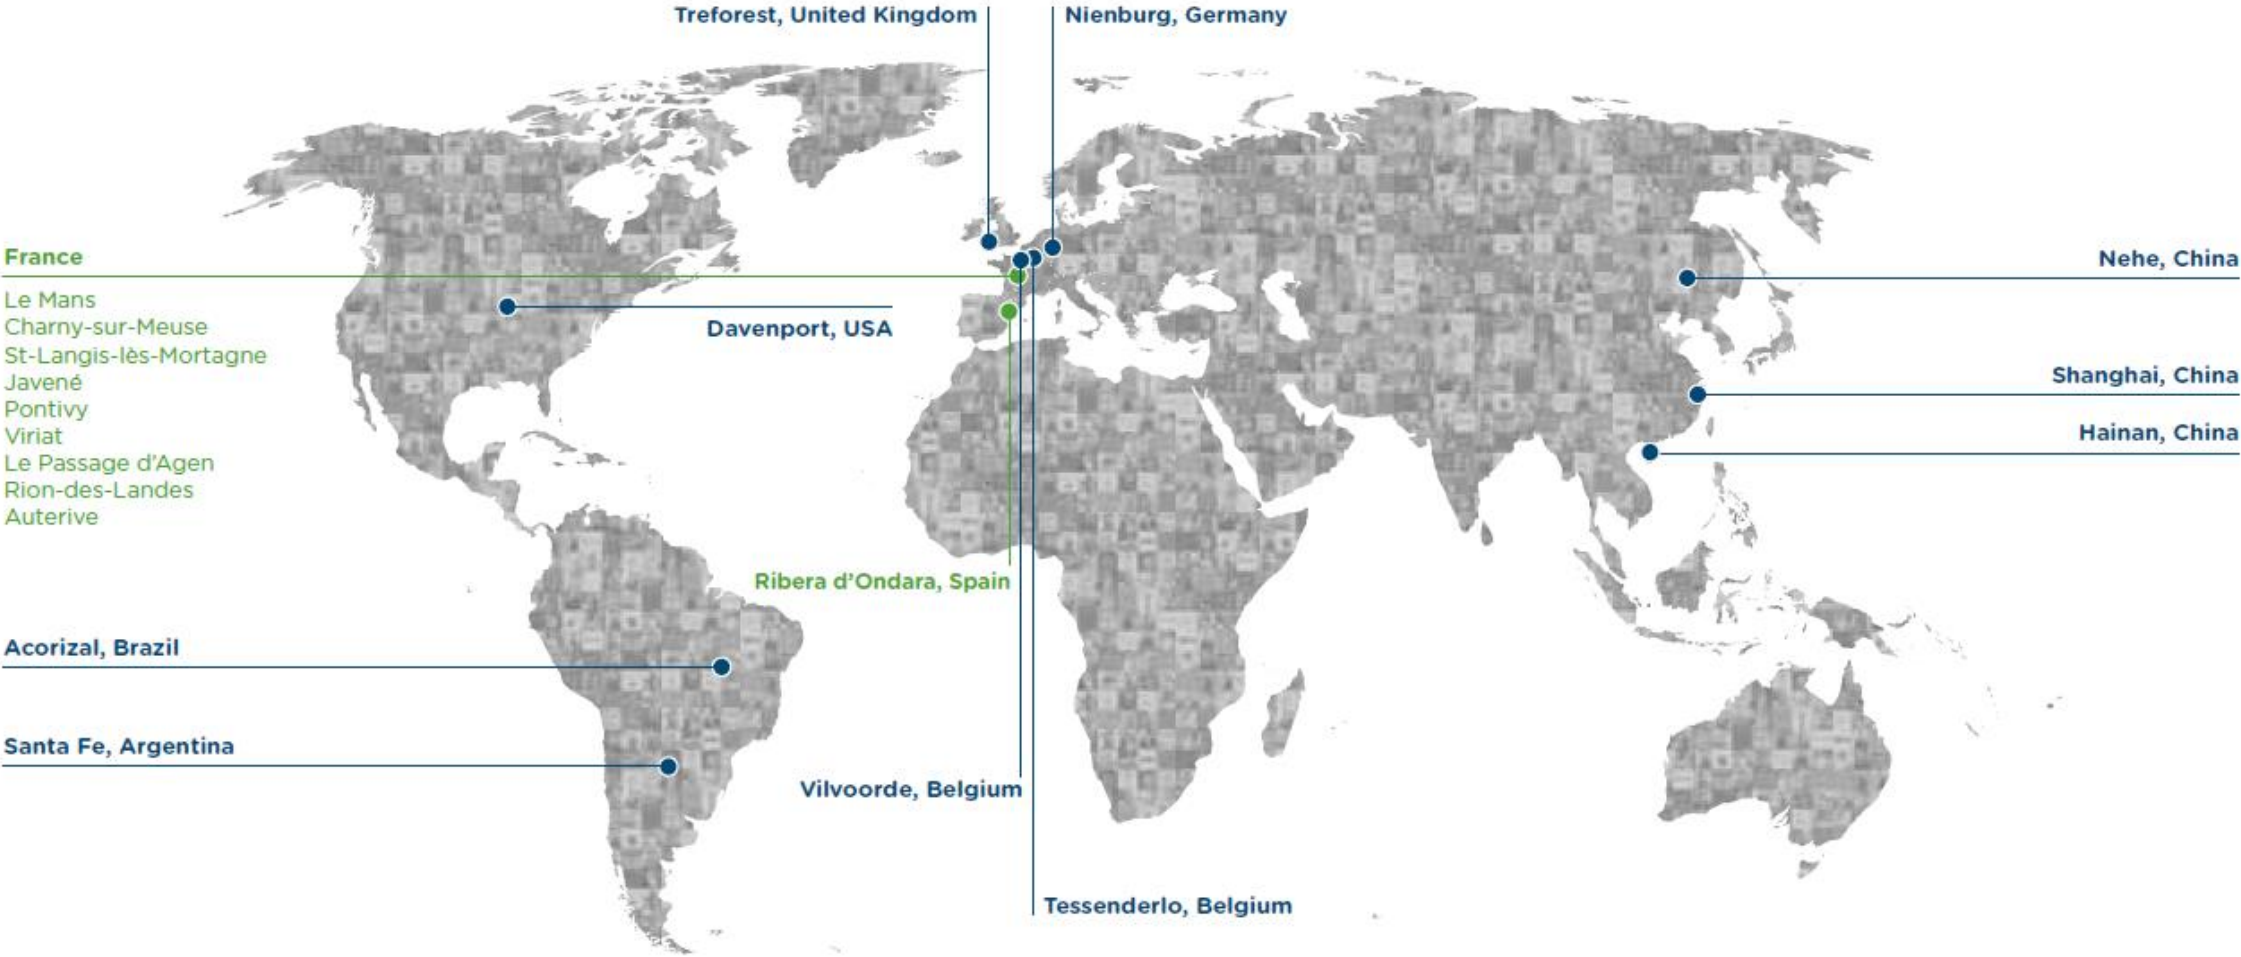 Treforest, United Kingdom
Nienburg, Germany
France
Le Mans
Charny-sur-Meuse
St-Langis-lès-Mortagne
Javené
Pontivy
Viriat
Le Passage d'Agen
Rion-des-Landes
Auterive
Davenport, USA
Nehe, China
Shanghai, China
Hainan, China
Ribera d'Ondara, Spain
Acorizal, Brazil
Santa Fe, Argentina
Vilvoorde, Belgium
Tessenderlo, Belgium